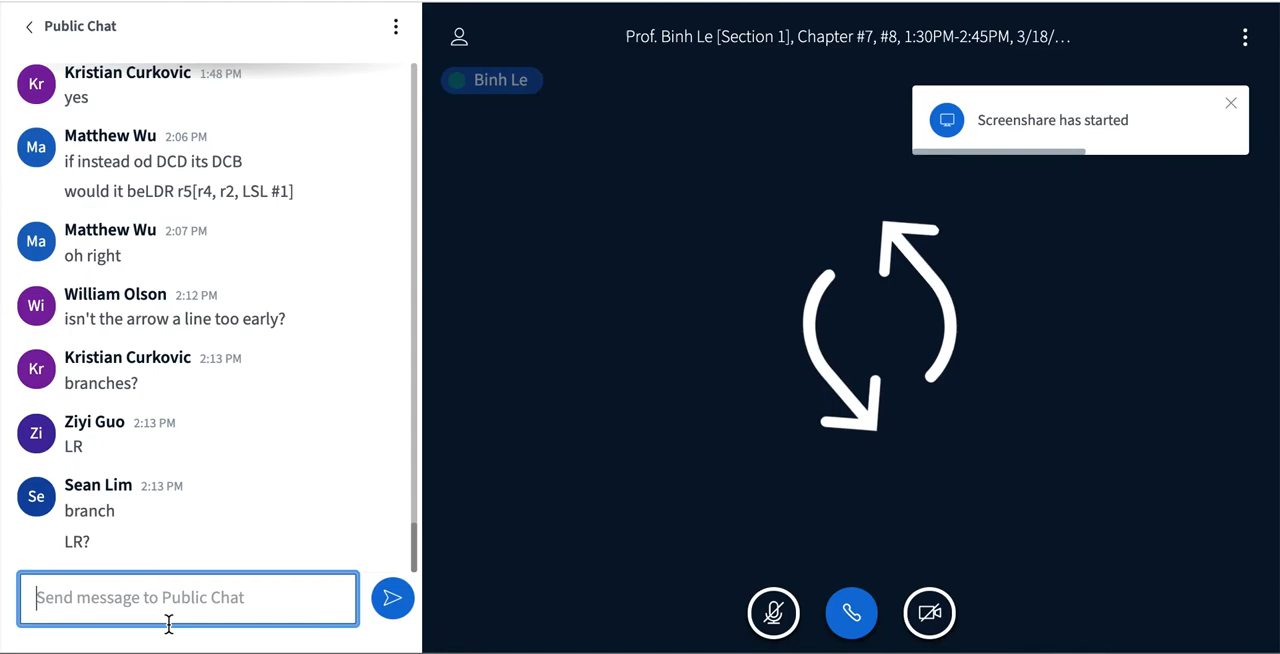 Public Chat
Kr
Kristian Curkovic 1:48 PM
yes
Ma
Matthew Wu 2:06 PM
if instead od DCD its DCB
would it beLDR r5[r4, r2, LSL #1]
Ma
Matthew Wu 2:07 PM
oh right
Wi
William Olson 2:12 PM
isn't the arrow a line too early?
Kr
Kristian Curkovic 2:13 PM
branches?
Zi
Ziyi Guo 2:13 PM
LR
Se
Sean Lim 2:13 PM
branch
LR?
Send message to Public Chat
Prof. Binh Le [Section 1], Chapter #7, #8, 1:30PM-2:45PM, 3/18/…
Binh Le
Screenshare has started